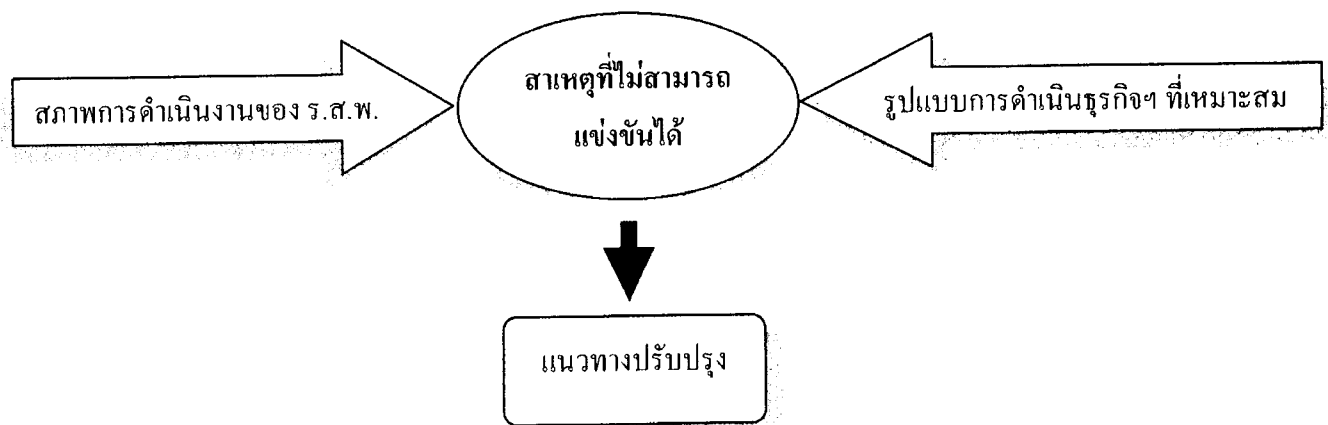 สภาพการดำเนินงานของ ร.ส.พ.
สาเหตุที่ไม่สามารถ
แข่งขันได้
รูปแบบการดำเนินธุรกิจฯ ที่เหมาะสม
แนวทางปรับปรุง